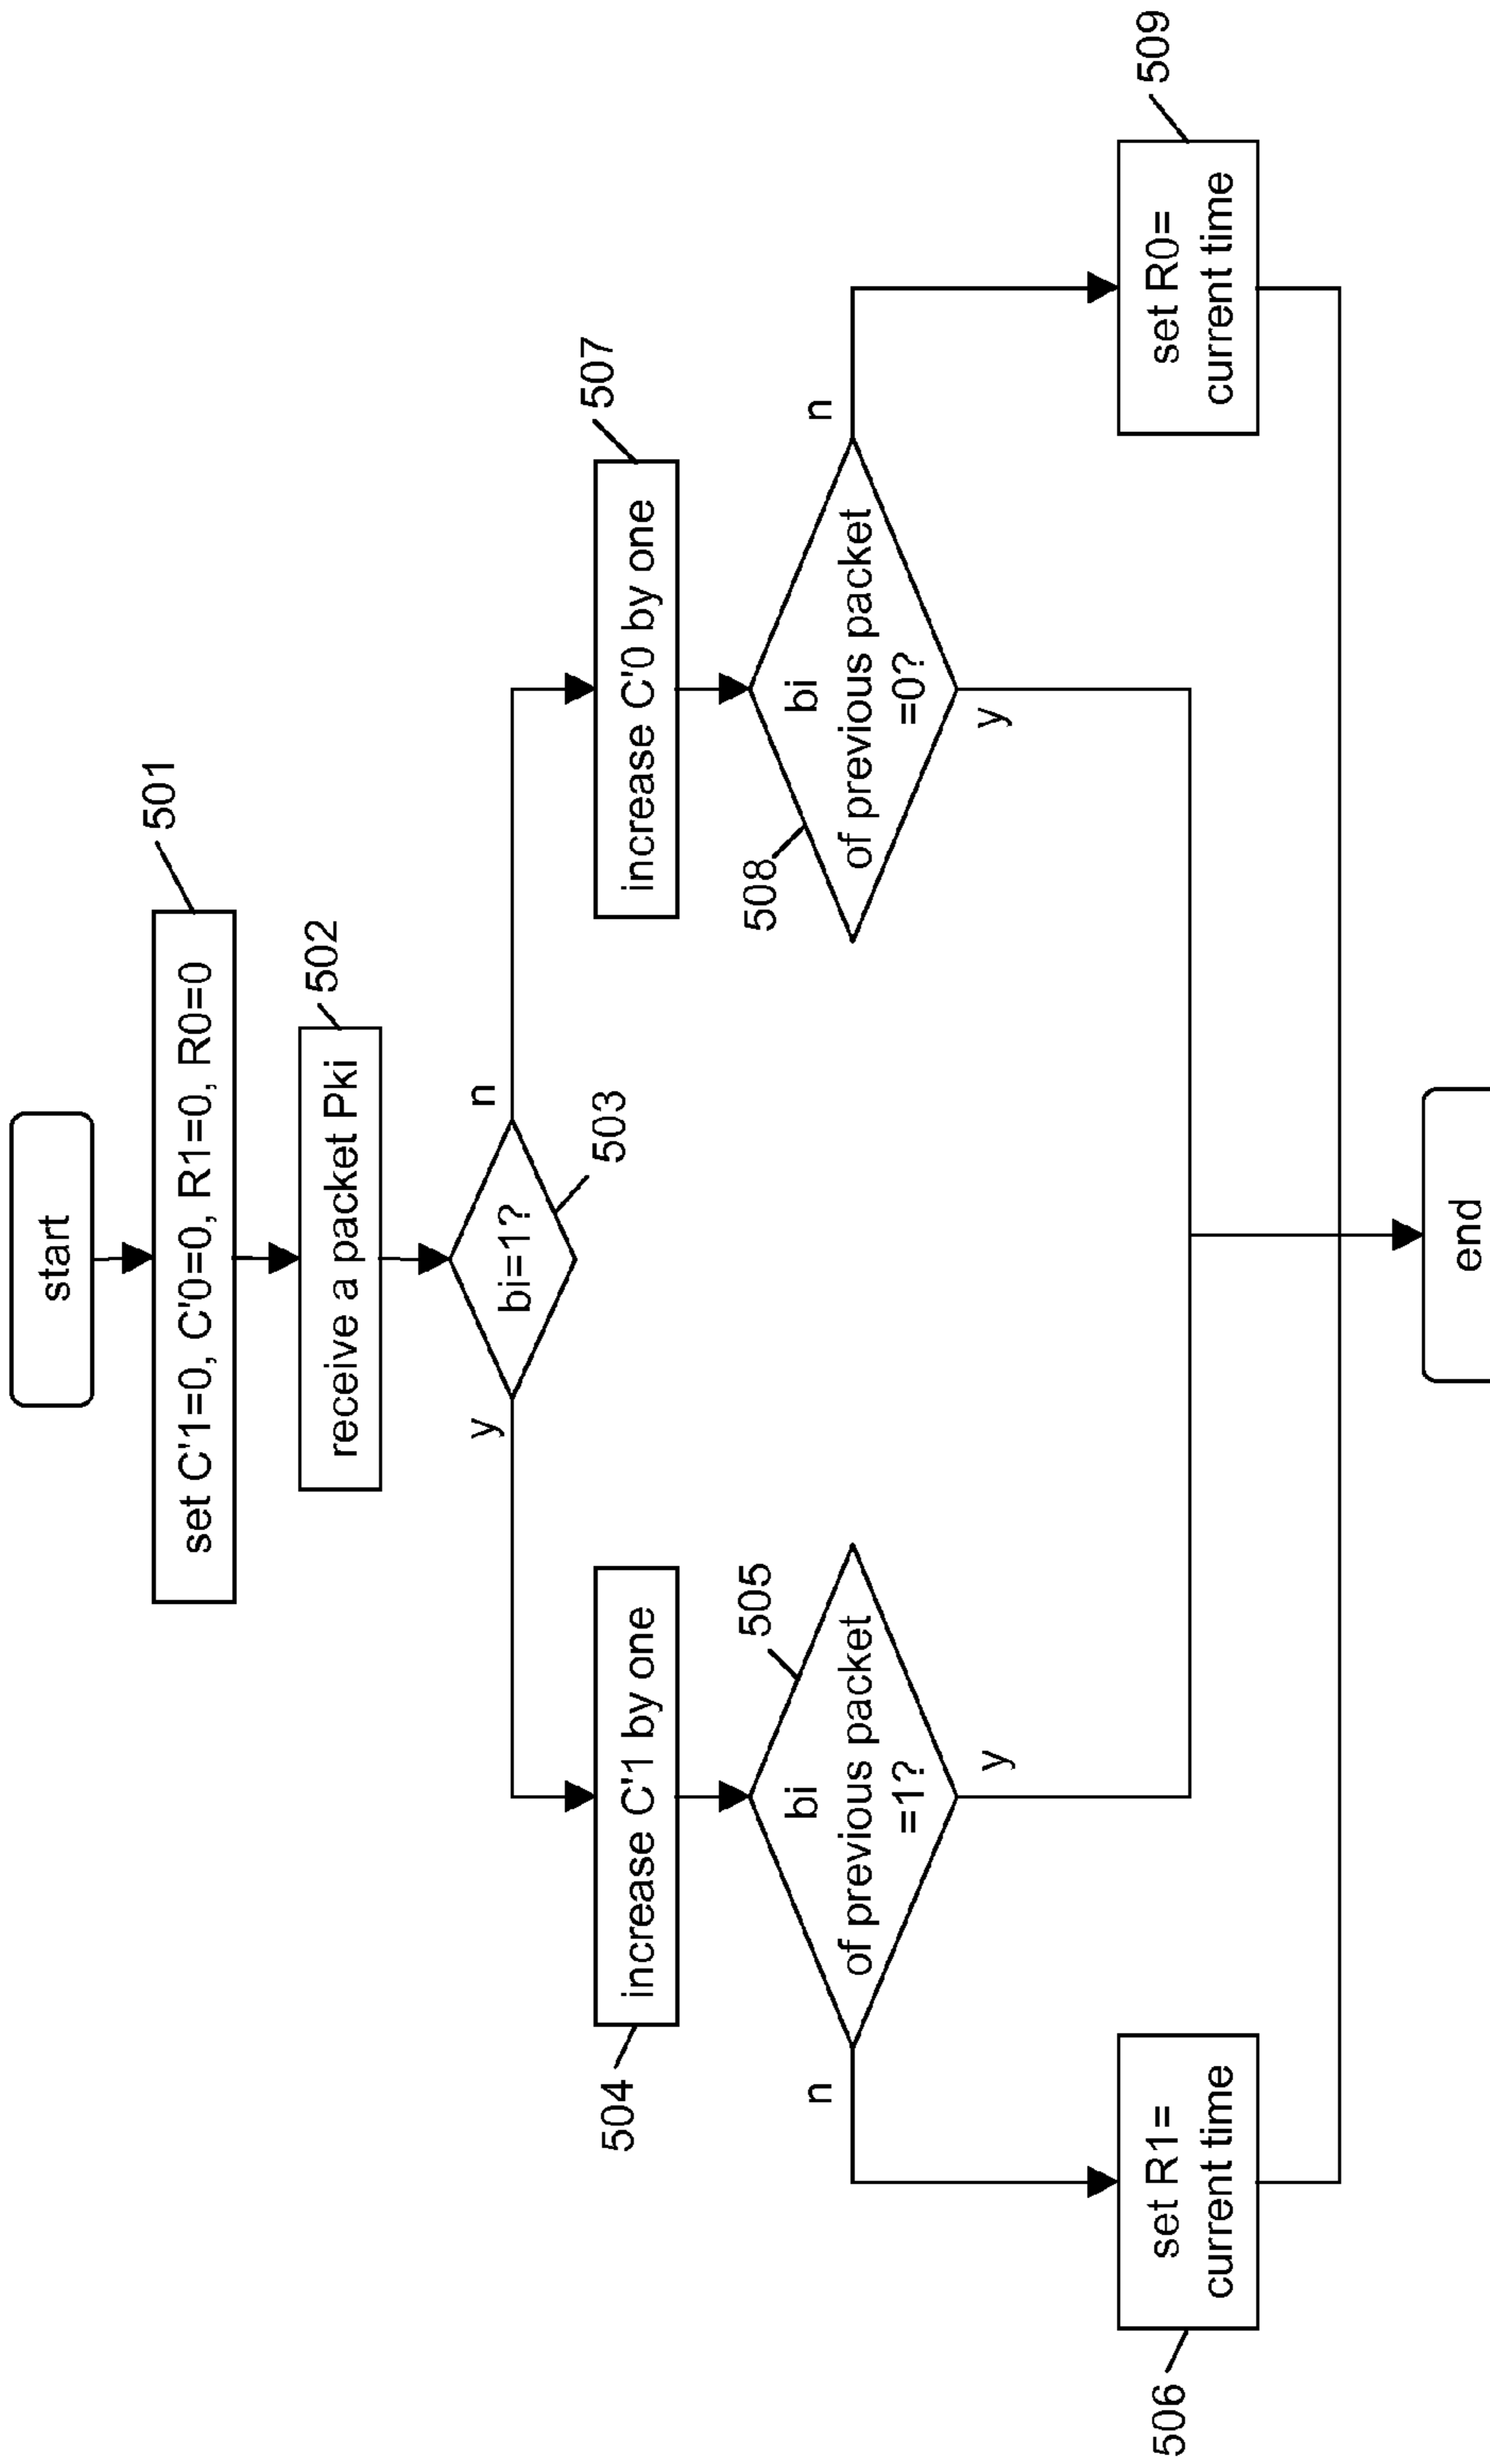 start
501
set C'1=0, C'0=0, R1=0, R0=0
502
receive a packet Pki
y
bi=1?
n
503
504
increase C'1 by one
increase C'0 by one
507
505
bi
of previous packet
=1?
n
y
508
bi
of previous packet
=0?
n
y
506
set R1=
current time
set R0=
current time
509
end